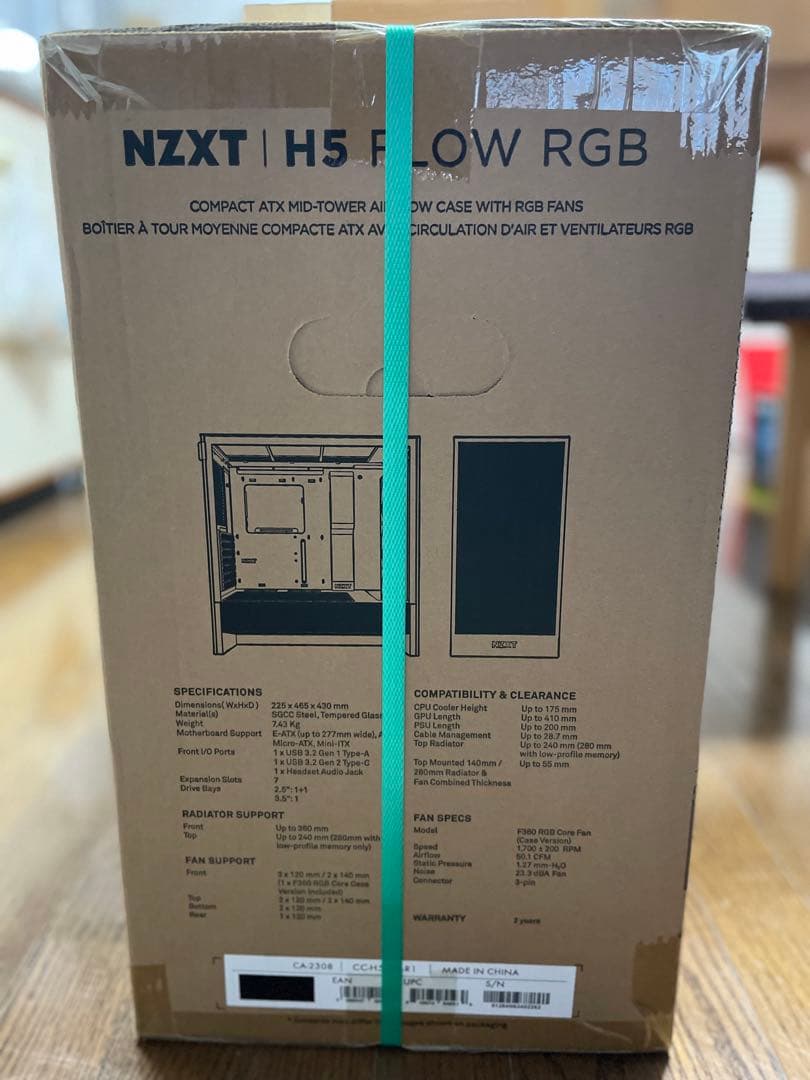 NZXT | H5 FLOW RGB
COMPACT ATX MID-TOWER AIRFLOW CASE WITH RGB FANS
BOÎTIER À TOUR MOYENNE COMPACTE ATX AVEC CIRCULATION D'AIR ET VENTILATEURS RGB
NZXT
SPECIFICATIONS
Dimensions(WxHxD) 225 x 465 x 430 mm
Material(s) SGCC Steel, Tempered Glass
Weight 7.43 Kg
Motherboard Support E-ATX (up to 277mm wide),
Micro-ATX, Mini-ITX
Front I/O Ports 1 x USB 3.2 Gen 1 Type-A
1 x USB 3.2 Gen 2 Type-C
1 x Headset Audio Jack
Expansion Slots 7
Drive Bays 2.5": 1+1
3.5": 1
RADIATOR SUPPORT
Front Up to 360 mm
Top Up to 240 mm (280mm with
low-profile memory only)
FAN SUPPORT
Front 3 x 120 mm / 2 x 140 mm
(1 x F360 RGB Core Case
Version Included)
Top 2 x 120 mm / 2 x 140 mm
Bottom 2 x 120 mm
Rear 1 x 120 mm
COMPATIBILITY & CLEARANCE
CPU Cooler Height Up to 175 mm
GPU Length Up to 410 mm
PSU Length Up to 200 mm
Cable Management Up to 28.7 mm
Top Radiator Up to 240 mm (280 mm
with low-profile memory)
Top Mounted 140mm / Up to 55 mm
280mm Radiator &
Fan Combined Thickness
FAN SPECS
Model F360 RGB Core Fan
(Case Version)
Speed 1,700 ± 200 RPM
Airflow 50.1 CFM
Static Pressure 1.27 mm-H₂O
Noise 23.3 dBA Fan
Connector 3-pin
WARRANTY 2 years
CA-2308 | | MADE IN CHINA
EAN UPC S/N